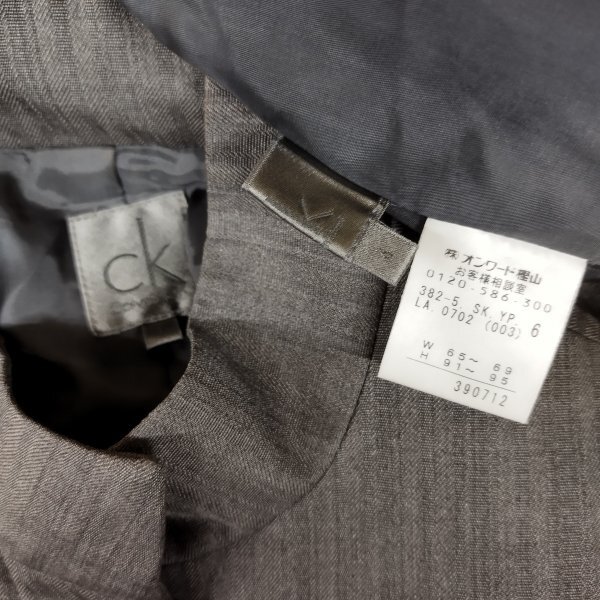 ck
(株)オンワード樫山
お客様相談室
0120-586-300
382-5 SK YP 6
LA 0702 (003)
W 65～ 69
H 91～ 95
390712